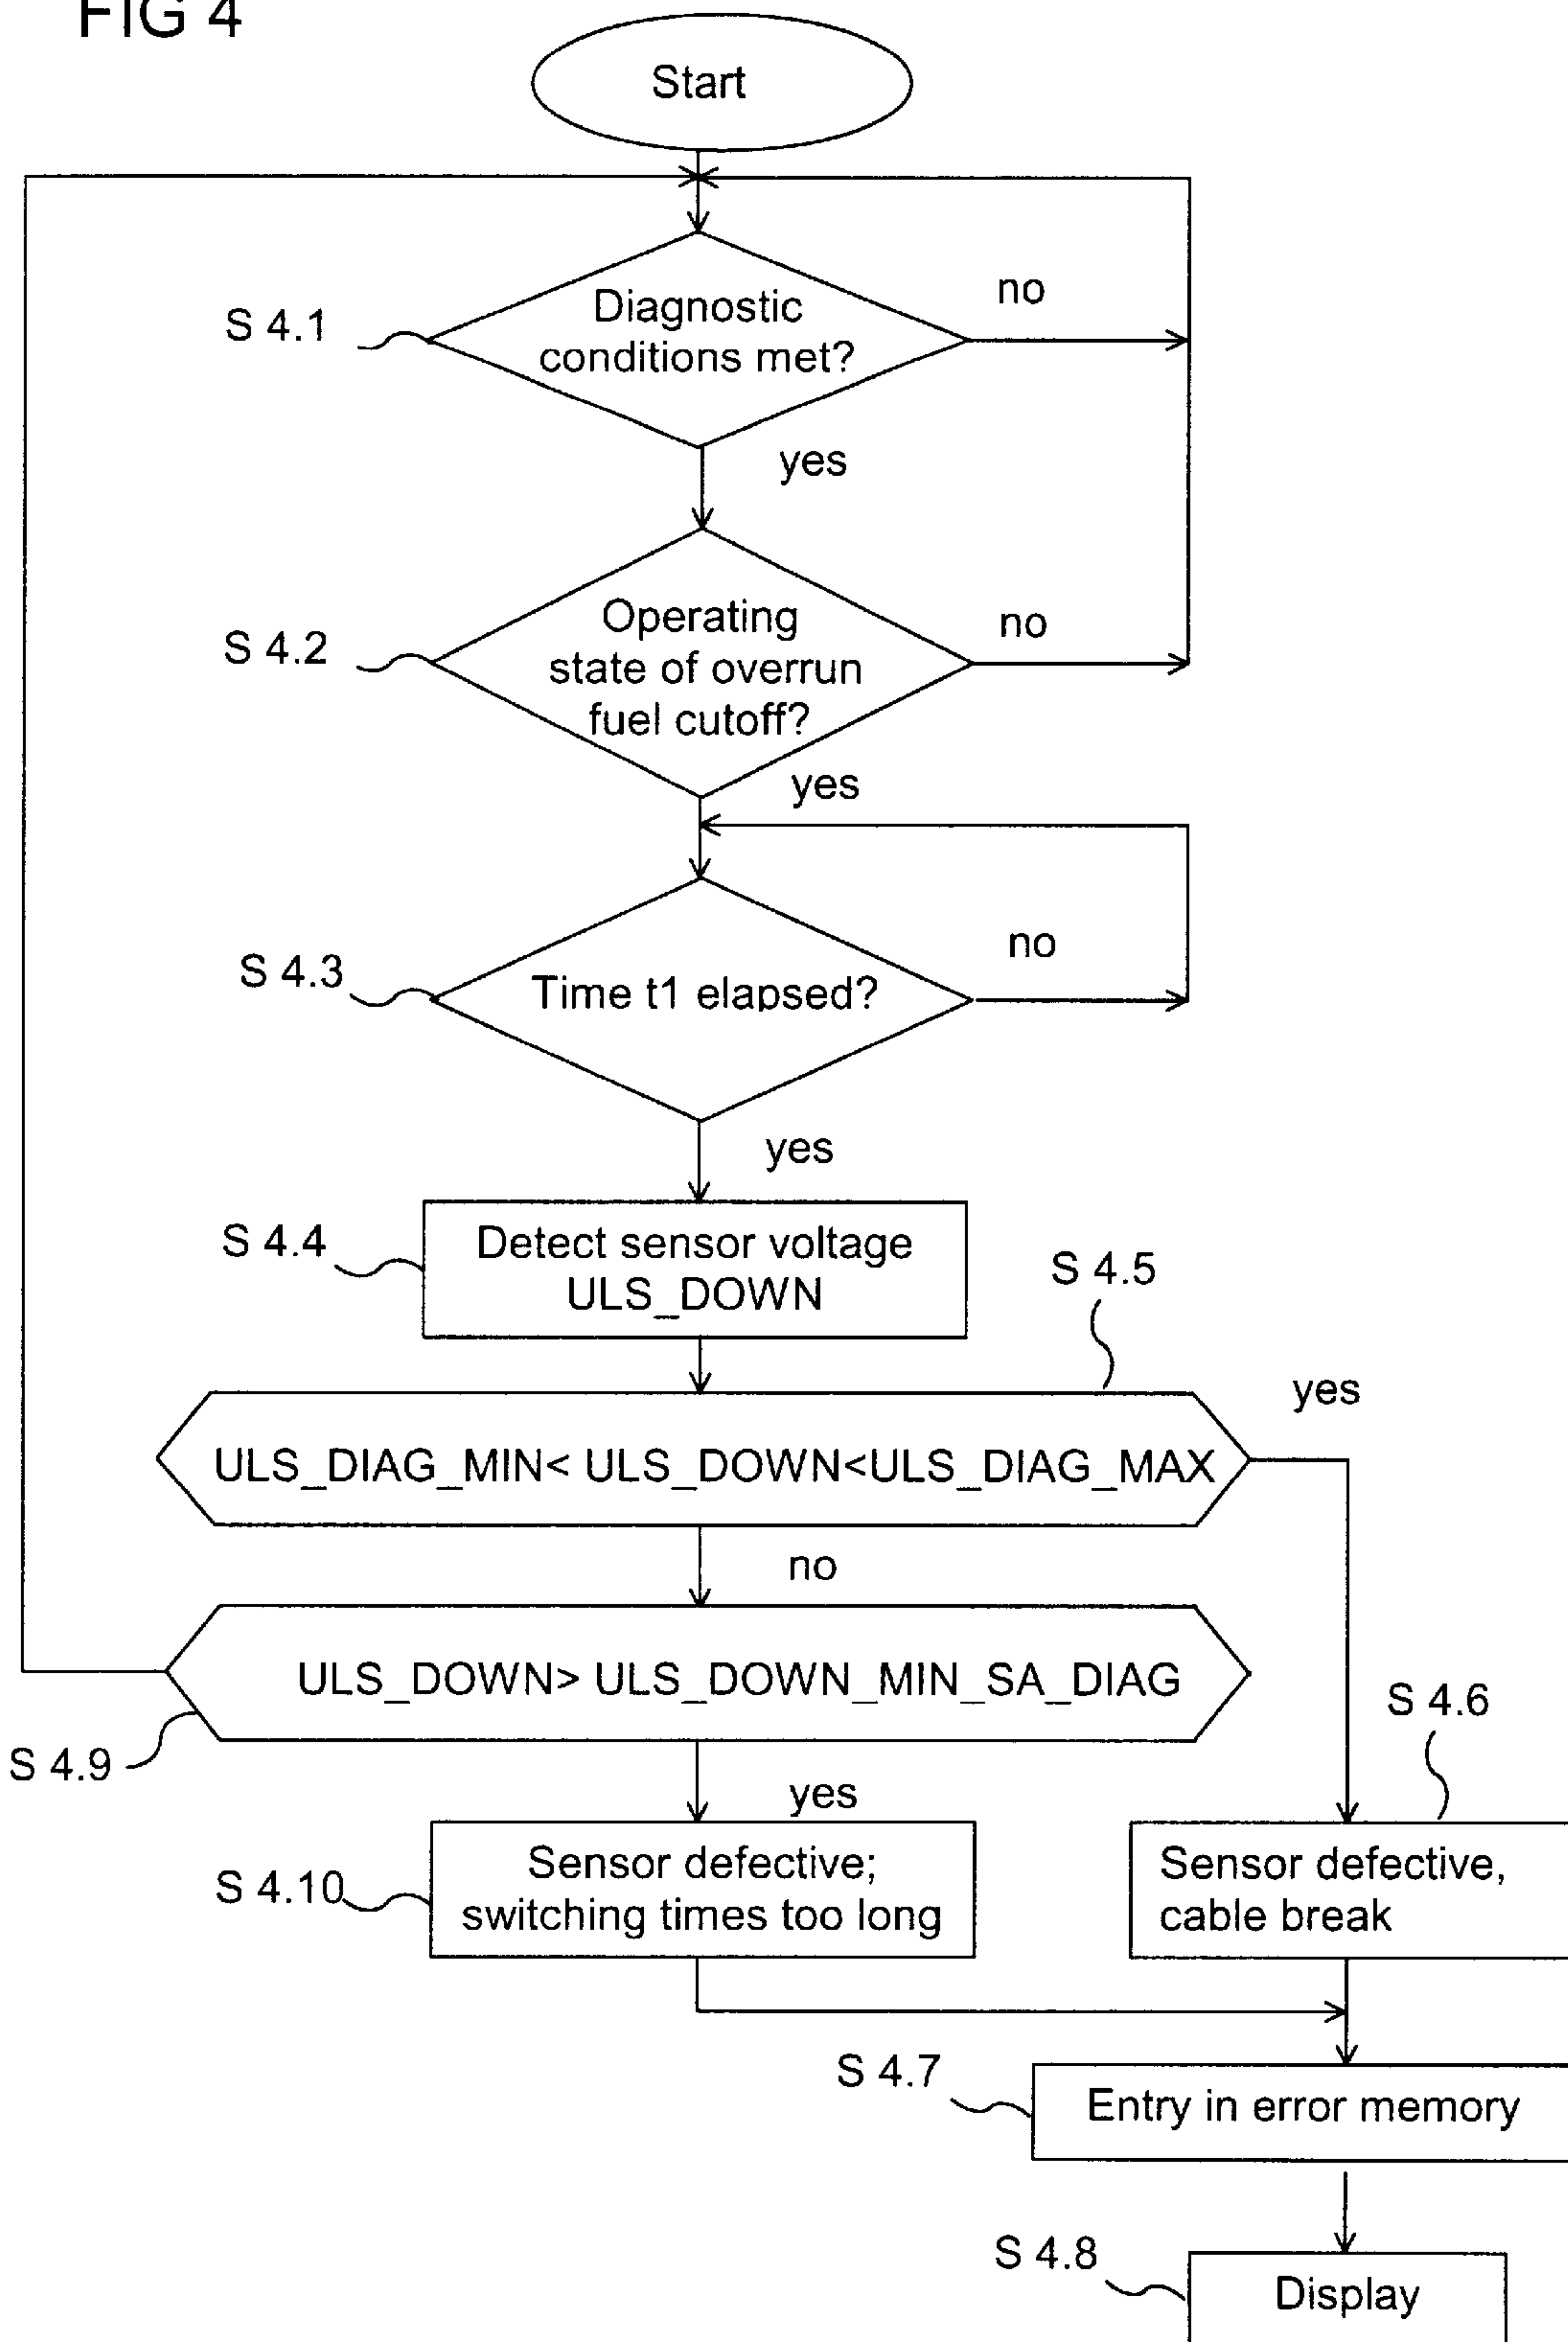 FIG 4
Start
S 4.1
Diagnostic
conditions met?
no
yes
S 4.2
Operating
state of overrun
fuel cutoff?
no
yes
S 4.3
Time t1 elapsed?
no
yes
S 4.4
Detect sensor voltage
ULS_DOWN
S 4.5
yes
ULS_DIAG_MIN< ULS_DOWN<ULS_DIAG_MAX
no
ULS_DOWN> ULS_DOWN_MIN_SA_DIAG
S 4.9
S 4.6
yes
S 4.10
Sensor defective;
switching times too long
Sensor defective,
cable break
S 4.7
Entry in error memory
S 4.8
Display